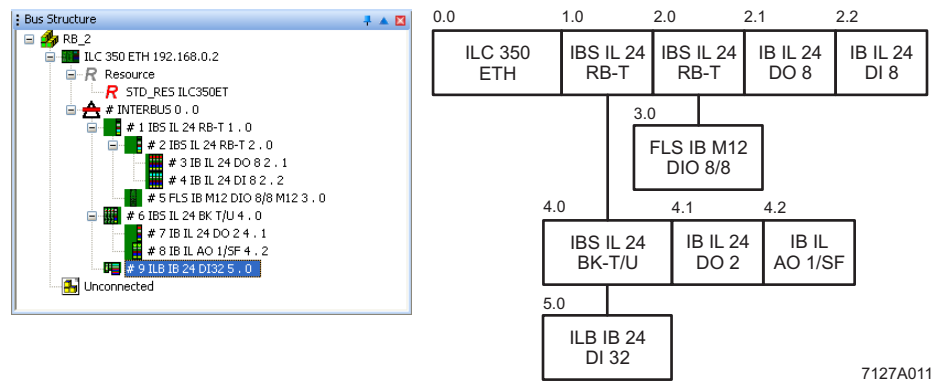 Bus Structure
RB_2
ILC 350 ETH 192.168.0.2
R Resource
R STD_RES ILC350ET
# INTERBUS 0 . 0
# 1 IBS IL 24 RB-T 1 . 0
# 2 IBS IL 24 RB-T 2 . 0
# 3 IB IL 24 DO 8 2 . 1
# 4 IB IL 24 DI 8 2 . 2
# 5 FLS IB M12 DIO 8/8 M12 3 . 0
# 6 IBS IL 24 BK T/U 4 . 0
# 7 IB IL 24 DO 2 4 . 1
# 8 IB IL AO 1/SF 4 . 2
# 9 ILB IB 24 DI32 5 . 0
Unconnected
0.0
1.0
2.0
2.1
2.2
ILC 350
ETH
IBS IL 24
RB-T
IBS IL 24
RB-T
IB IL 24
DO 8
IB IL 24
DI 8
3.0
FLS IB M12
DIO 8/8
4.0
4.1
4.2
IBS IL 24
BK-T/U
IB IL 24
DO 2
IB IL
AO 1/SF
5.0
ILB IB 24
DI 32
7127A011